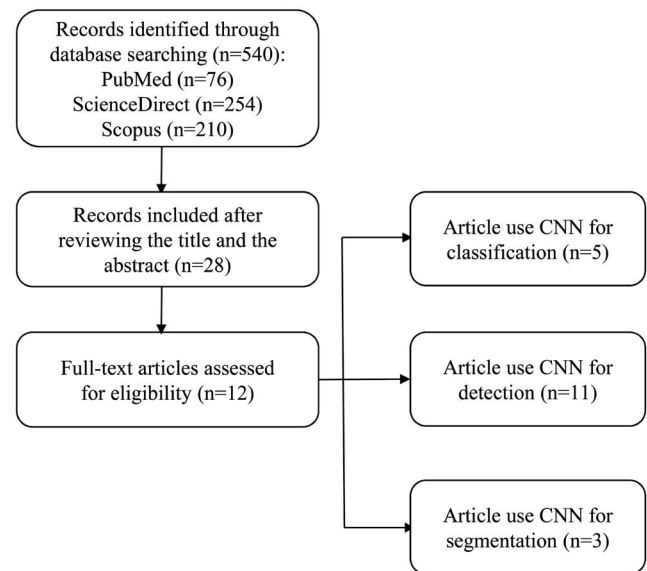 Records identified through
database searching (n=540):
PubMed (n=76)
ScienceDirect (n=254)
Scopus (n=210)
Records included after
reviewing the title and the
abstract (n=28)
Full-text articles assessed
for eligibility (n=12)
Article use CNN for
classification (n=5)
Article use CNN for
detection (n=11)
Article use CNN for
segmentation (n=3)